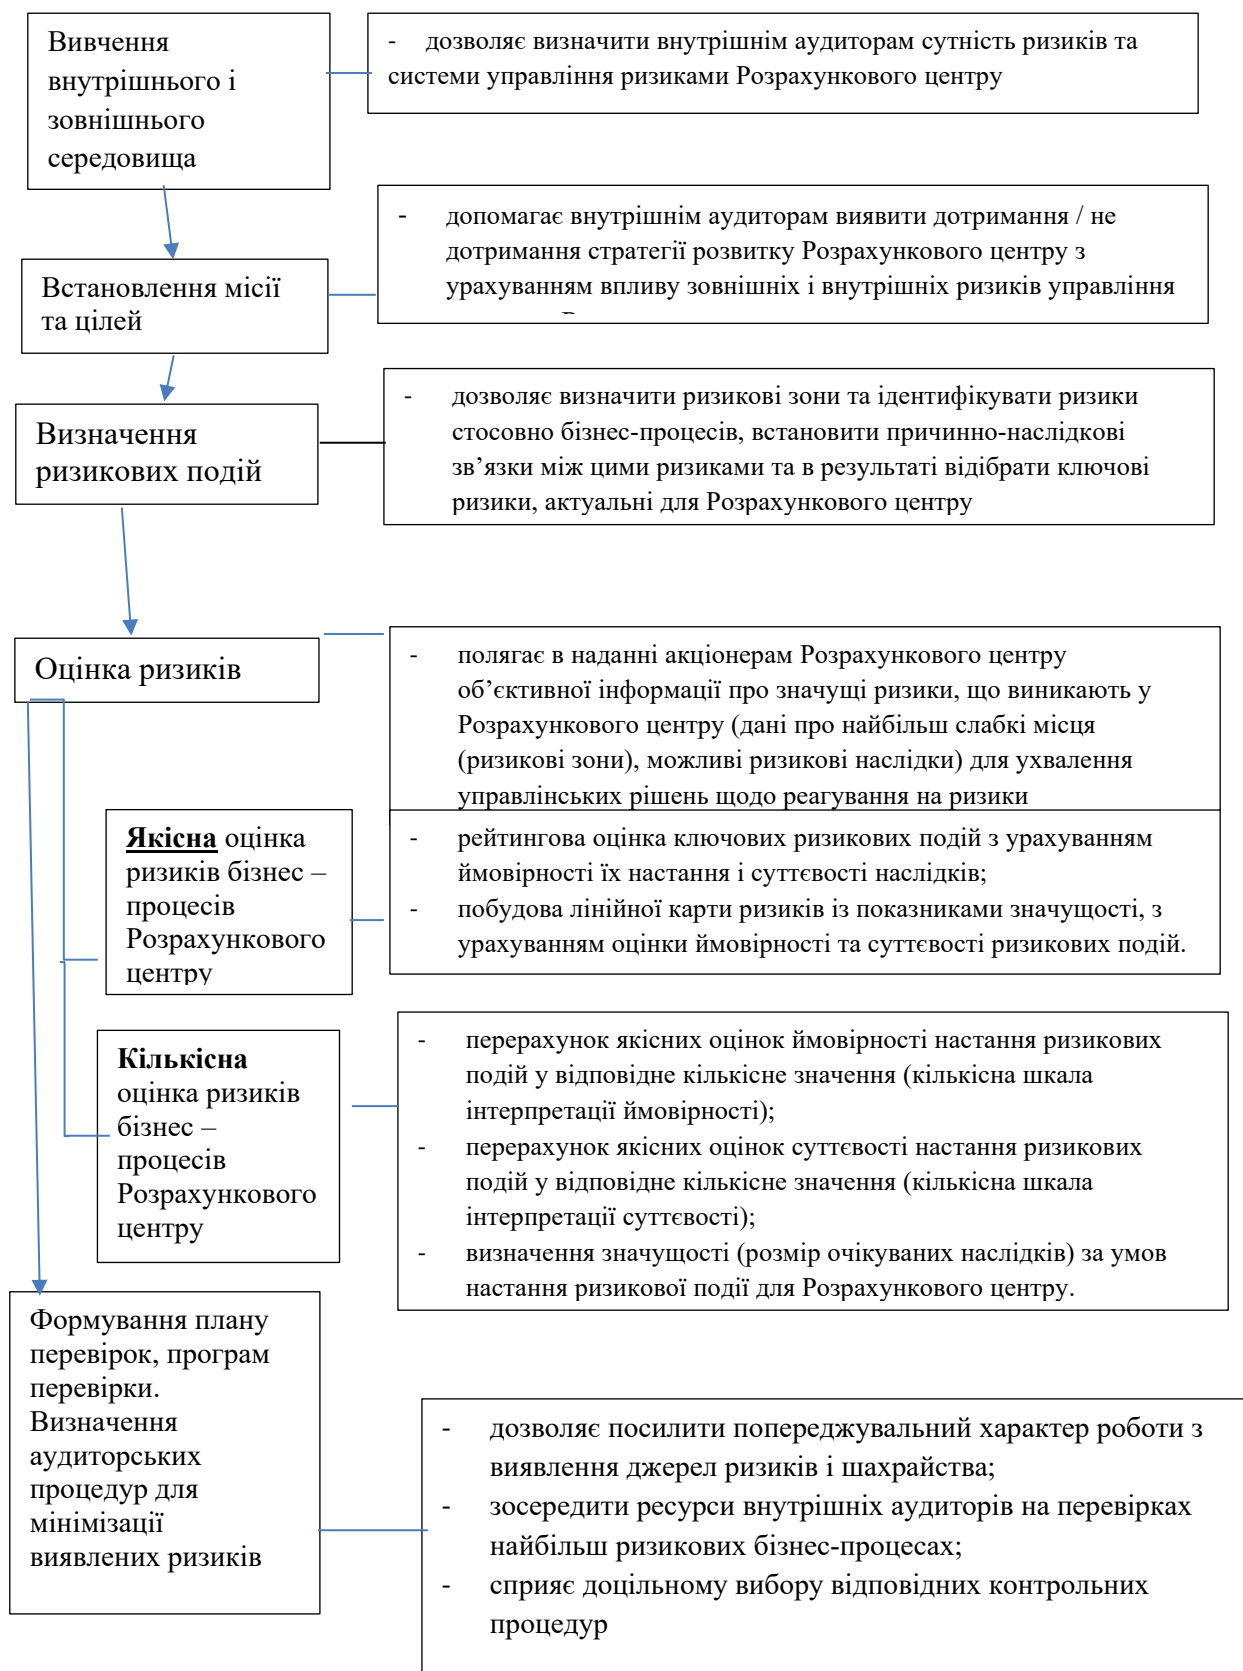 Вивчення
внутрішнього і
зовнішнього
середовища
- дозволяє визначити внутрішнім аудиторам сутність ризиків та
системи управління ризиками Розрахункового центру
Встановлення місії
та цілей
- допомагає внутрішнім аудиторам виявити дотримання / не
дотримання стратегії розвитку Розрахункового центру з
урахуванням впливу зовнішніх і внутрішніх ризиків управління
Визначення
ризикових подій
- дозволяє визначити ризикові зони та ідентифікувати ризики
стосовно бізнес-процесів, встановити причинно-наслідкові
зв’язки між цими ризиками та в результаті відібрати ключові
ризики, актуальні для Розрахункового центру
Оцінка ризиків
- полягає в наданні акціонерам Розрахункового центру
об’єктивної інформації про значущі ризики, що виникають у
Розрахункового центру (дані про найбільш слабкі місця
(ризикові зони), можливі ризикові наслідки) для ухвалення
управлінських рішень щодо реагування на ризики
Якісна оцінка
ризиків бізнес –
процесів
Розрахункового
центру
- рейтингова оцінка ключових ризикових подій з урахуванням
ймовірності їх настання і суттєвості наслідків;
- побудова лінійної карти ризиків із показниками значущості, з
урахуванням оцінки ймовірності та суттєвості ризикових подій.
Кількісна
оцінка ризиків
бізнес –
процесів
Розрахункового
центру
- перерахунок якісних оцінок ймовірності настання ризикових
подій у відповідне кількісне значення (кількісна шкала
інтерпретації ймовірності);
- перерахунок якісних оцінок суттєвості настання ризикових
подій у відповідне кількісне значення (кількісна шкала
інтерпретації суттєвості);
- визначення значущості (розмір очікуваних наслідків) за умов
настання ризикової події для Розрахункового центру.
Формування плану
перевірок, програм
перевірки.
Визначення
аудиторських
процедур для
мінімізації
виявлених ризиків
- дозволяє посилити попереджувальний характер роботи з
виявлення джерел ризиків і шахрайства;
- зосередити ресурси внутрішніх аудиторів на перевірках
найбільш ризикових бізнес-процесах;
- сприяє доцільному вибору відповідних контрольних
процедур